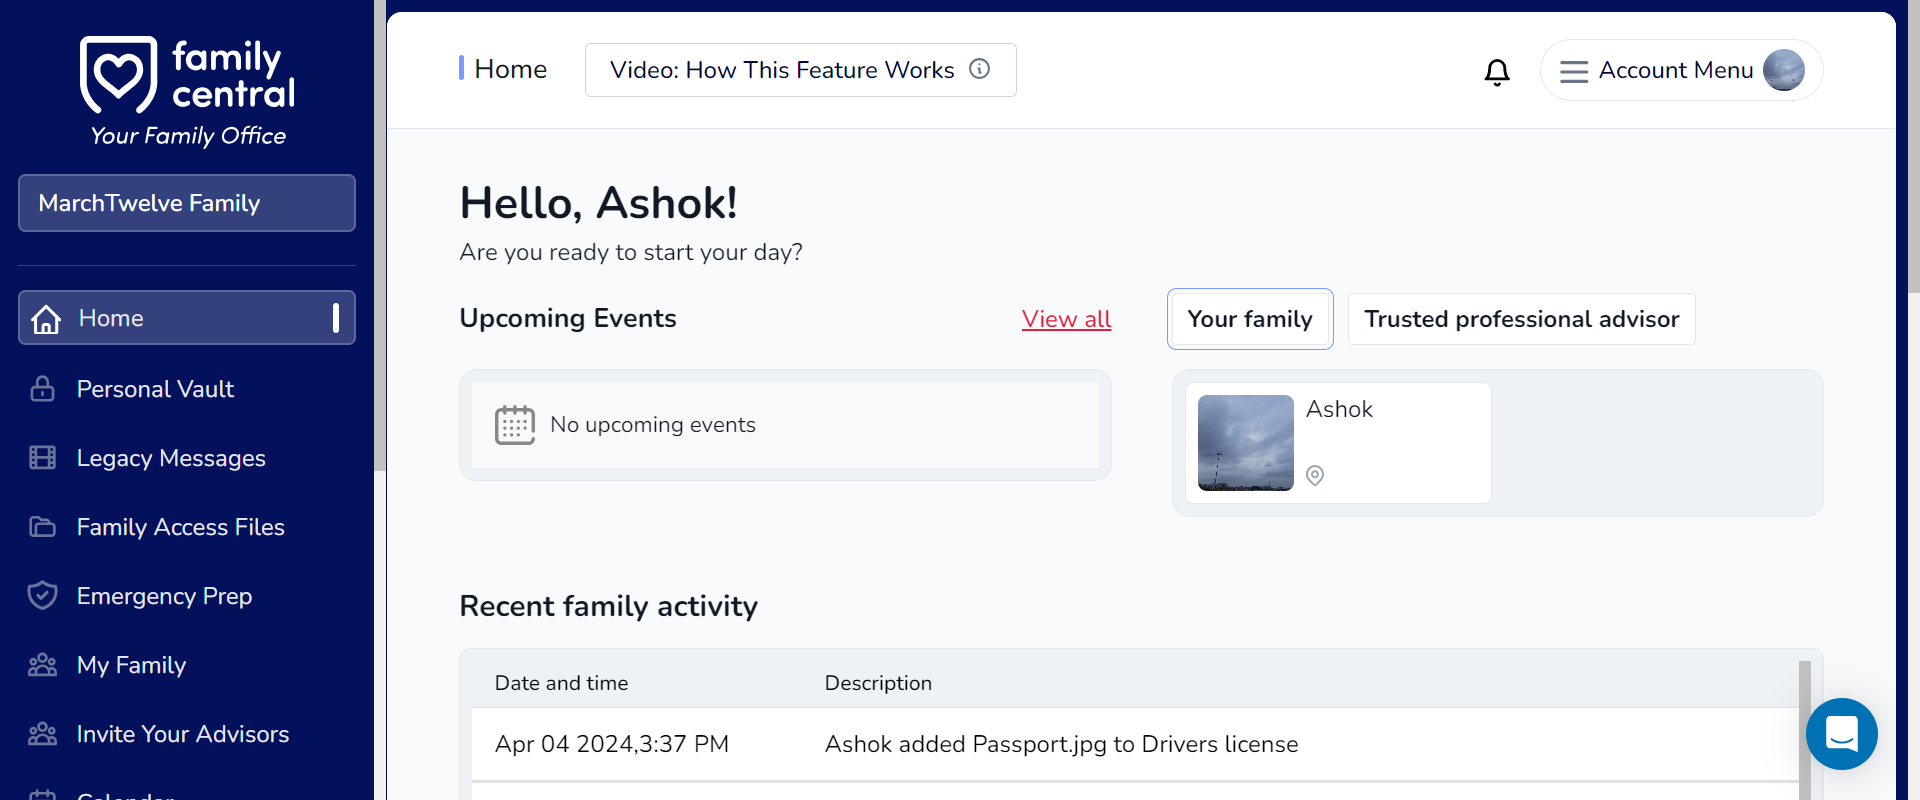 family
central
Your Family Office
MarchTwelve Family
Home
Personal Vault
Legacy Messages
Family Access Files
Emergency Prep
My Family
Invite Your Advisors
Calendar
Home
Video: How This Feature Works
Account Menu
Hello, Ashok!
Are you ready to start your day?
Upcoming Events
View all
No upcoming events
Your family
Trusted professional advisor
Ashok
Recent family activity
Date and time
Description
Apr 04 2024,3:37 PM
Ashok added Passport.jpg to Drivers license